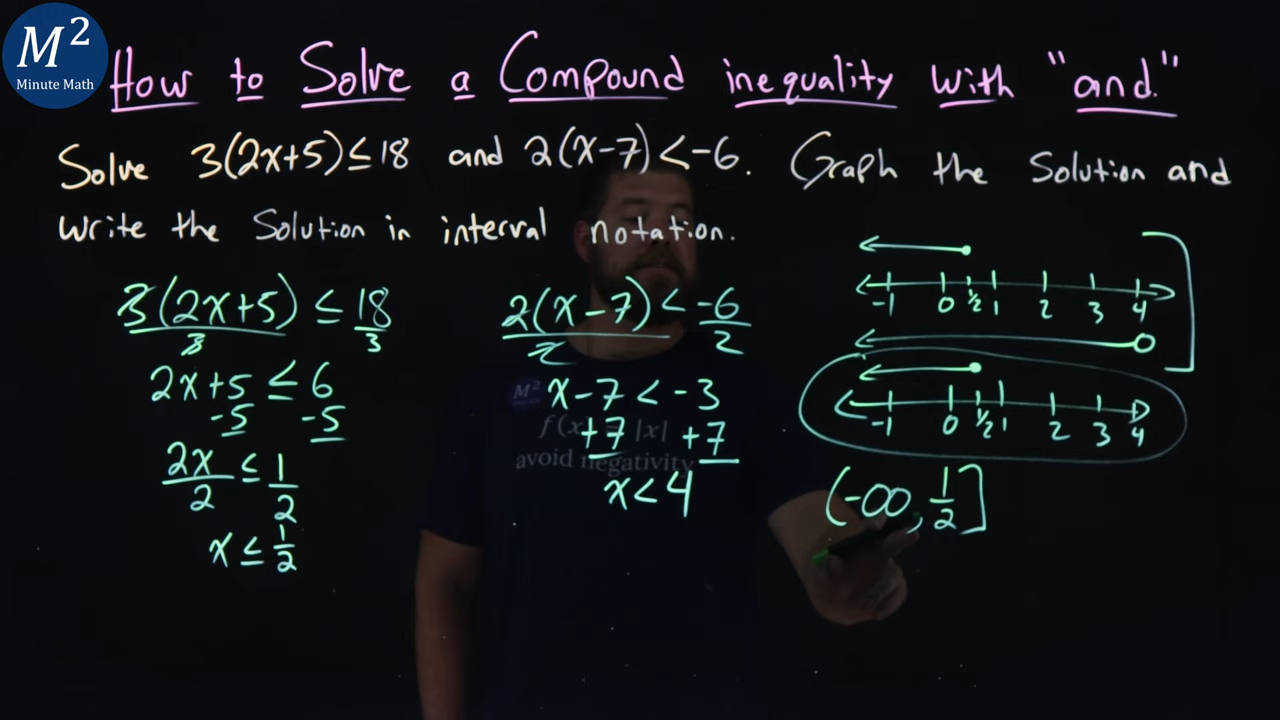 M²
Minute Math
How to Solve a Compound inequality with "and."
Solve 3(2x+5)≤18 and 2(x-7)<-6. Graph the Solution and
Write the Solution in interval notation.
3(2x+5) ≤ 18
3 3
2x+5 ≤ 6
-5 -5
2x ≤ 1
2 2
x ≤ 1/2
2(x-7) < -6
2 2
x-7 < -3
+7 +7
x < 4
M²
f(x) = |x|
avoid negativity
-1 0 1/2 1 2 3 4
-1 0 1/2 1 2 3 4
(-∞, 1/2]